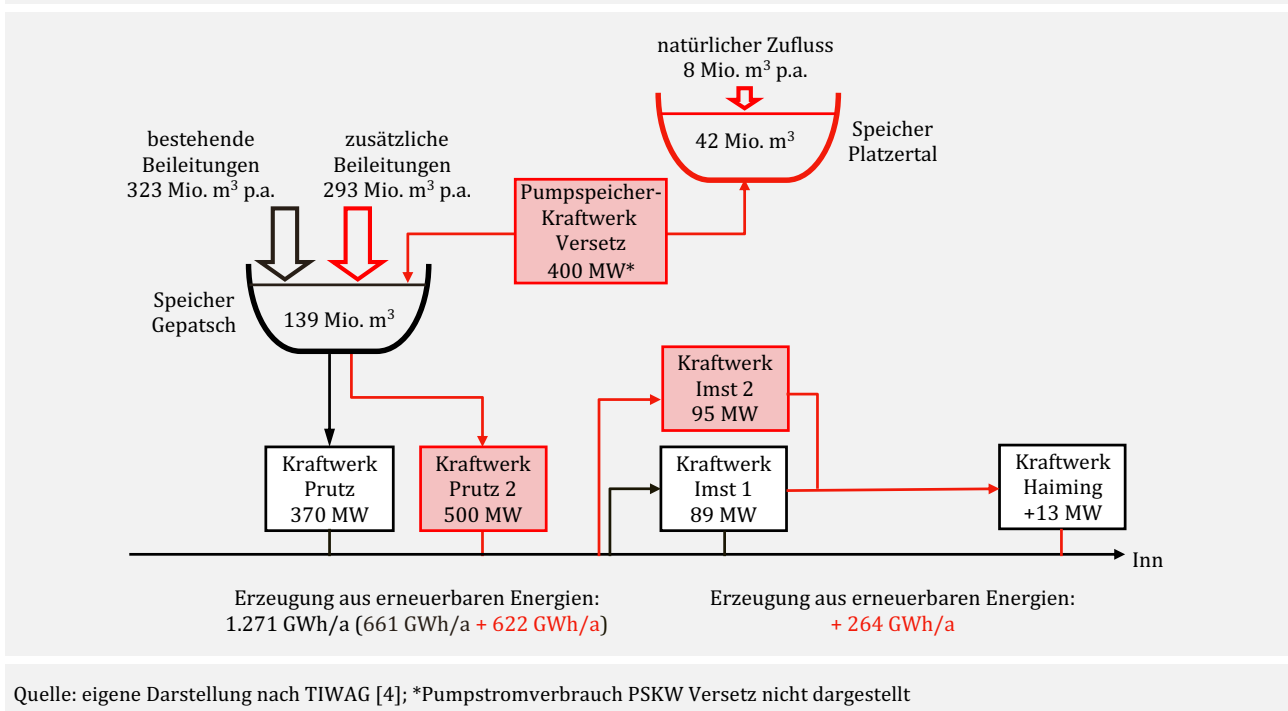 natürlicher Zufluss
8 Mio. m³ p.a.
42 Mio. m³
Speicher
Platzertal
bestehende
Beileitungen
323 Mio. m³ p.a.
zusätzliche
Beileitungen
293 Mio. m³ p.a.
Pumpspeicher-
Kraftwerk
Versetz
400 MW*
Speicher
Gepatsch
139 Mio. m³
Kraftwerk
Imst 2
95 MW
Kraftwerk
Prutz
370 MW
Kraftwerk
Prutz 2
500 MW
Kraftwerk
Imst 1
89 MW
Kraftwerk
Haiming
+13 MW
Inn
Erzeugung aus erneuerbaren Energien:
1.271 GWh/a (661 GWh/a + 622 GWh/a)
Erzeugung aus erneuerbaren Energien:
+ 264 GWh/a
Quelle: eigene Darstellung nach TIWAG [4]; *Pumpstromverbrauch PSKW Versetz nicht dargestellt